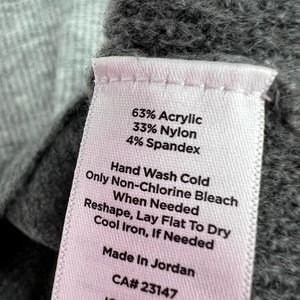 63% Acrylic
33% Nylon
4% Spandex
Hand Wash Cold
Only Non-Chlorine Bleach
When Needed
Reshape, Lay Flat To Dry
Cool Iron, If Needed
Made In Jordan
CA# 23147